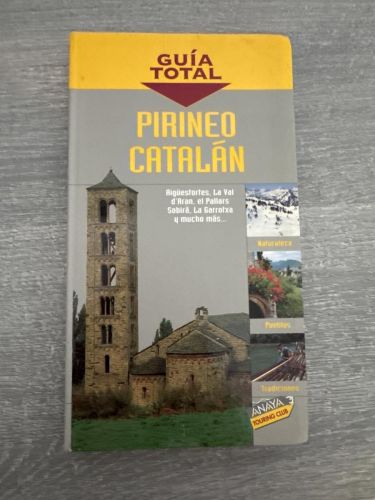 GUÍA
TOTAL
PIRINEO
CATALÁN
Aigüestortes, La Val
d'Aran, el Pallars
Sobirà, La Garrotxa
y mucho más...
Naturaleza
Pueblos
Tradiciones
ANAYA
TOURING CLUB